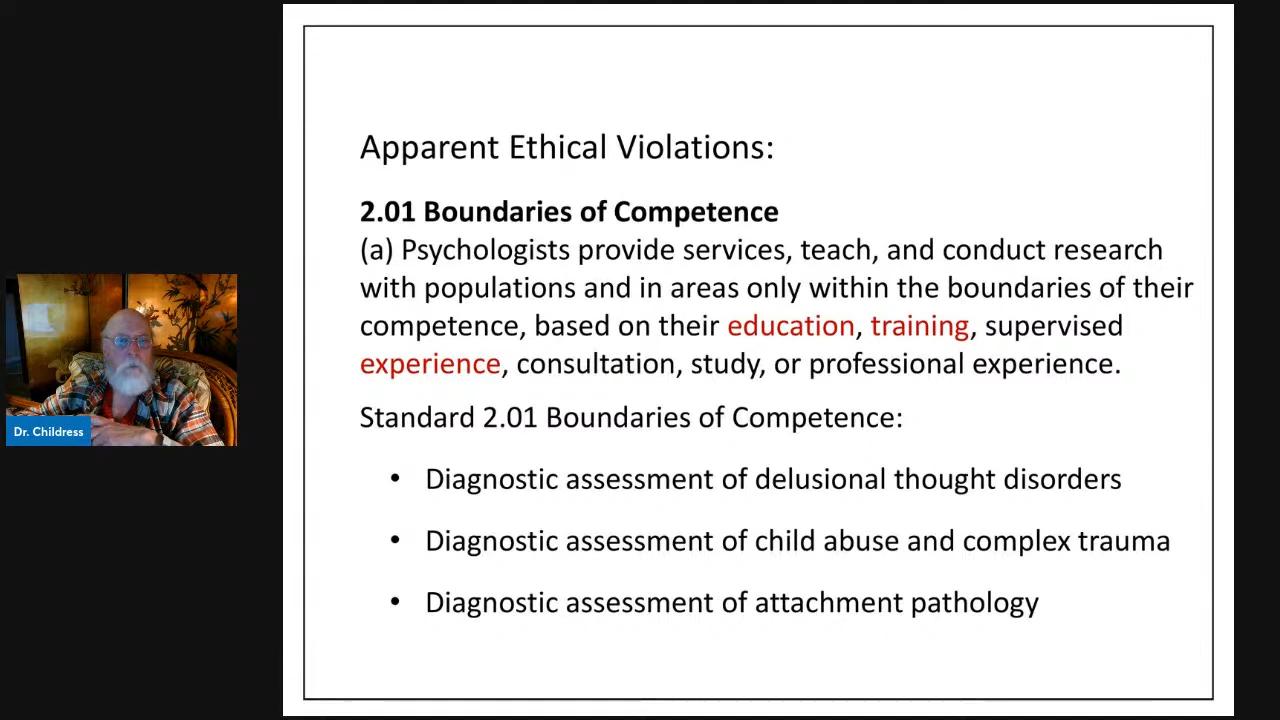 Apparent Ethical Violations:
2.01 Boundaries of Competence
(a) Psychologists provide services, teach, and conduct research
with populations and in areas only within the boundaries of their
competence, based on their education, training, supervised
experience, consultation, study, or professional experience.
Standard 2.01 Boundaries of Competence:
• Diagnostic assessment of delusional thought disorders
• Diagnostic assessment of child abuse and complex trauma
• Diagnostic assessment of attachment pathology
Dr. Childress